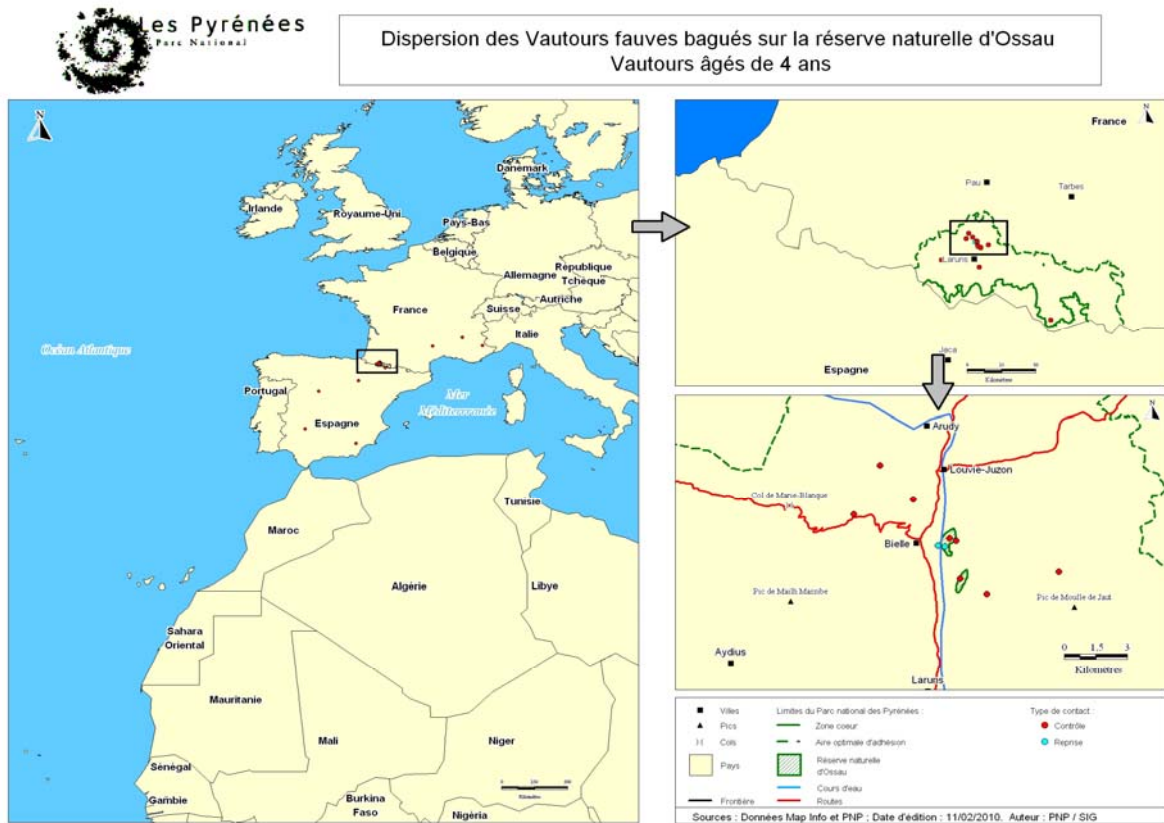 Les Pyrénées
Parc National
Dispersion des Vautours fauves bagués sur la réserve naturelle d'Ossau
Vautours âgés de 4 ans
N
Danemark
Irlande
Royaume-Uni
Pays-Bas
Belgique
Allemagne
République
Tchèque
Autriche
France
Suisse
Italie
Océan Atlantique
Portugal
Mer
Méditerrranée
Espagne
Tunisie
Maroc
Algérie
Libye
Sahara
Oriental
Mauritanie
Mali
Niger
Sénégal
Gambie
Burkina
Faso
Nigéria
Kilomètre
N
France
Pau
Tarbes
Laruns
Jaca
Espagne
Kilomètre
N
Arudy
Louvie-Juzon
Col de Marie-Blanque
Bielle
Pic de Mailh Massibe
Pic de Moulle de Jaut
Aydius
Laruns
0 1,5 3
Kilomètres
Villes
Pics
Cols
Pays
Frontière
Limites du Parc national des Pyrénées :
Zone coeur
Aire optimale d'adhésion
Réserve naturelle
d'Ossau
Cours d'eau
Routes
Type de contact :
Contrôle
Reprise
Sources : Données Map Info et PNP ; Date d'édition : 11/02/2010. Auteur : PNP / SIG